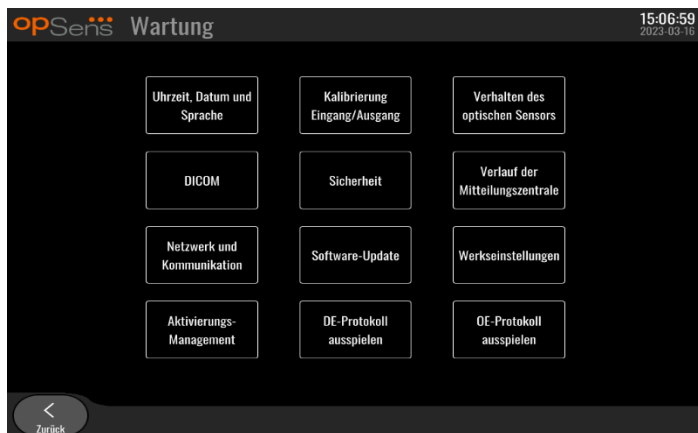 opSens Wartung
15:06:59
2023-03-16
Uhrzeit, Datum und
Sprache
Kalibrierung
Eingang/Ausgang
Verhalten des
optischen Sensors
DICOM
Sicherheit
Verlauf der
Mitteilungszentrale
Netzwerk und
Kommunikation
Software-Update
Werkseinstellungen
Aktivierungs-
Management
DE-Protokoll
ausspielen
OE-Protokoll
ausspielen
Zurück